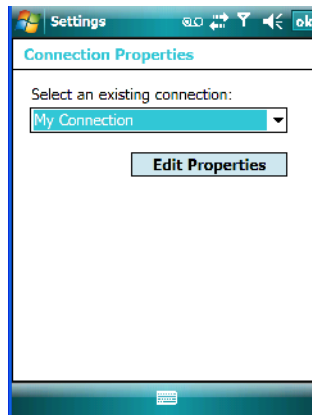 Settings
ok
Connection Properties
Select an existing connection:
My Connection
Edit Properties